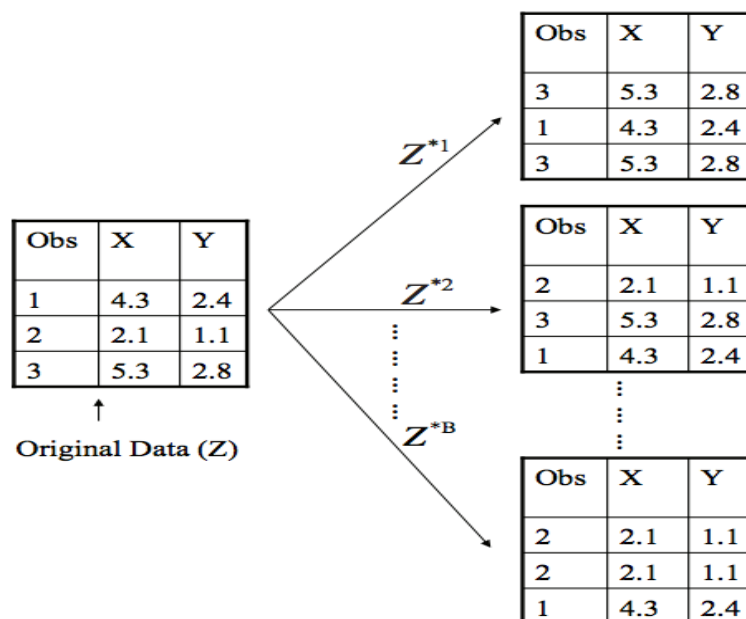 Obs X Y
3 5.3 2.8
1 4.3 2.4
3 5.3 2.8
Z*1
Obs X Y
1 4.3 2.4
2 2.1 1.1
3 5.3 2.8
Original Data (Z)
Z*2
Obs X Y
2 2.1 1.1
3 5.3 2.8
1 4.3 2.4
Z*B
Obs X Y
2 2.1 1.1
2 2.1 1.1
1 4.3 2.4